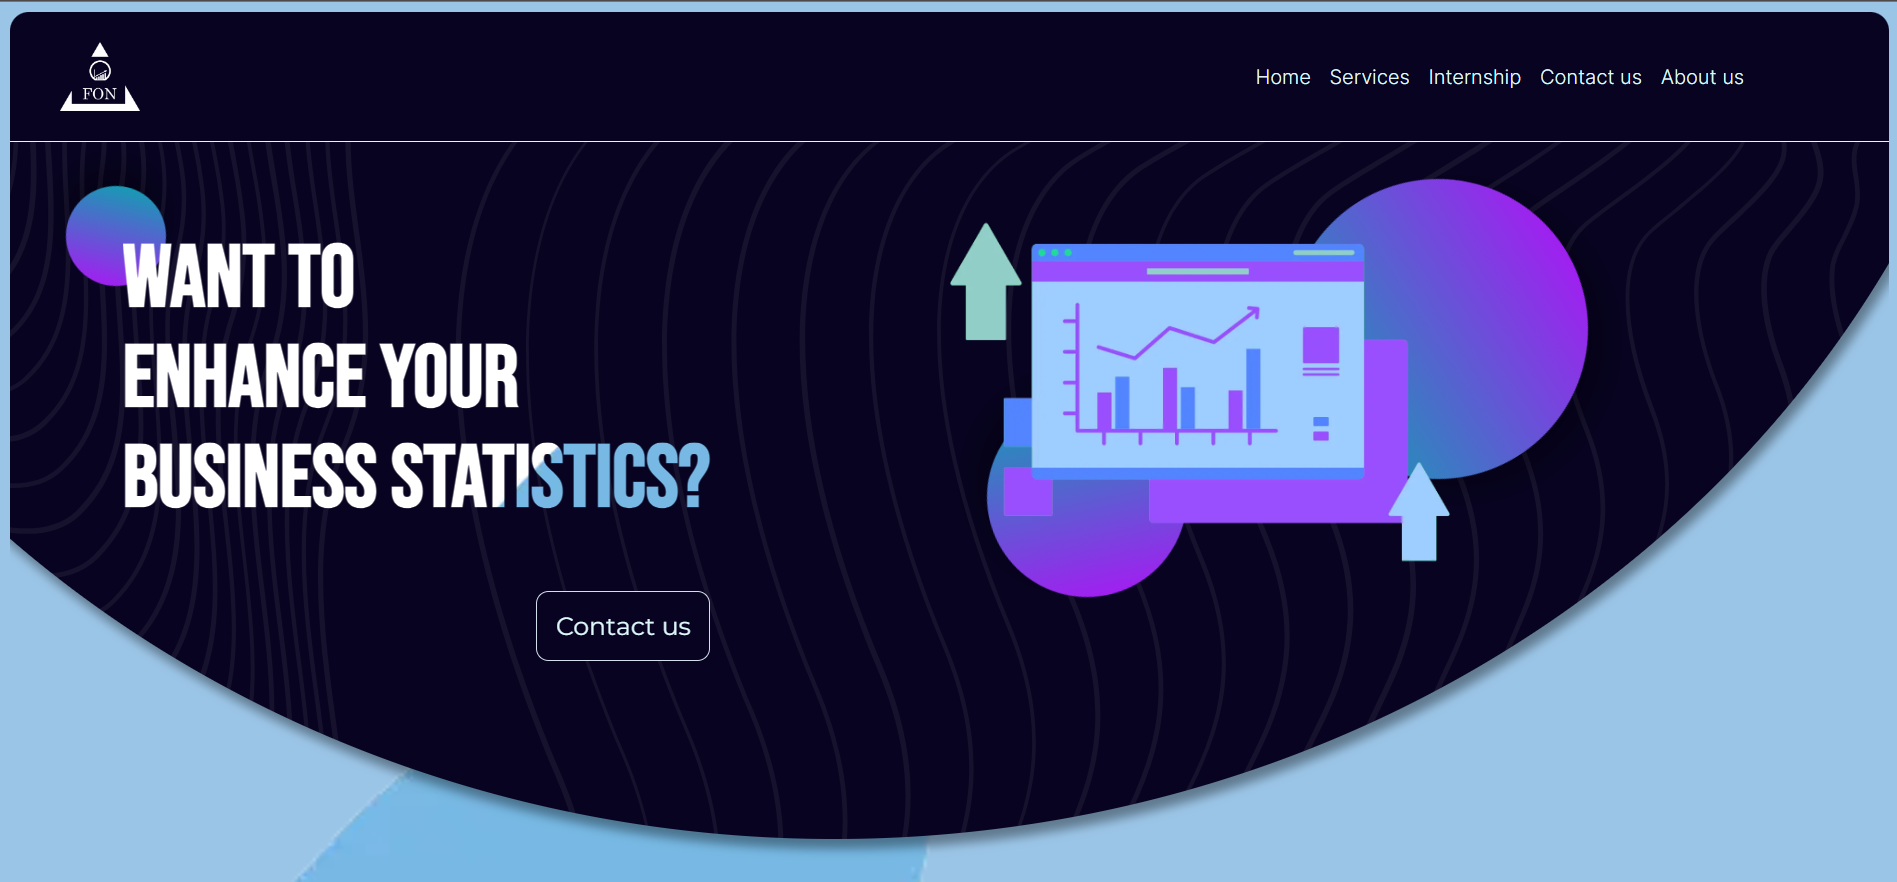 FON
Home Services Internship Contact us About us
WANT TO
ENHANCE YOUR
BUSINESS STATISTICS?
Contact us